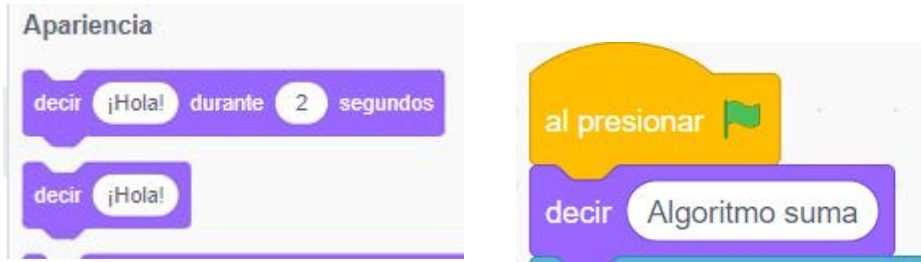 Apariencia
decir ¡Hola! durante 2 segundos
decir ¡Hola!
al presionar
decir Algoritmo suma